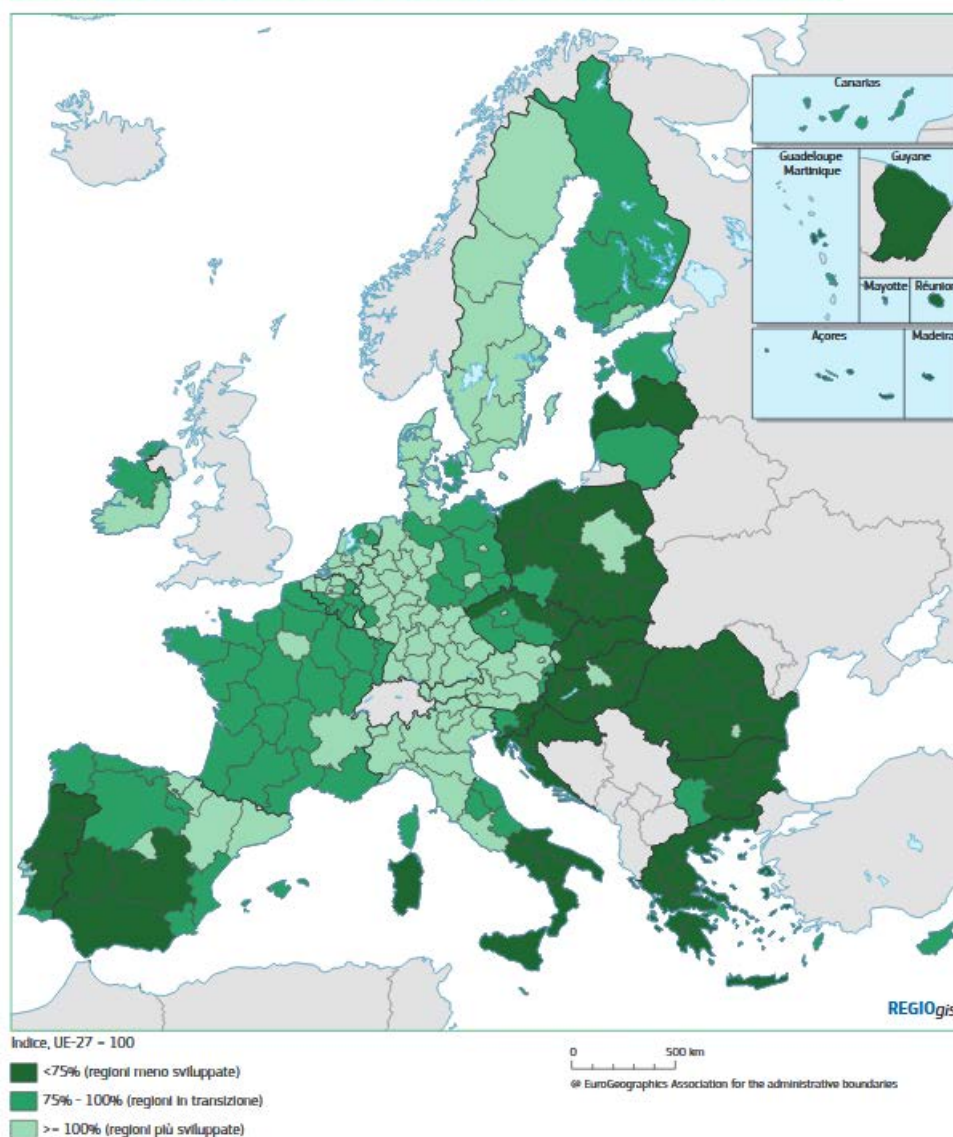 Canarias
Guadeloupe
Martinique
Guyane
Mayotte
Réunion
Açores
Madeira
REGIOgis
Indice, UE-27 = 100
<75% (regioni meno sviluppate)
75% - 100% (regioni in transizione)
>= 100% (regioni più sviluppate)
0 500 km
@ EuroGeographics Association for the administrative boundaries